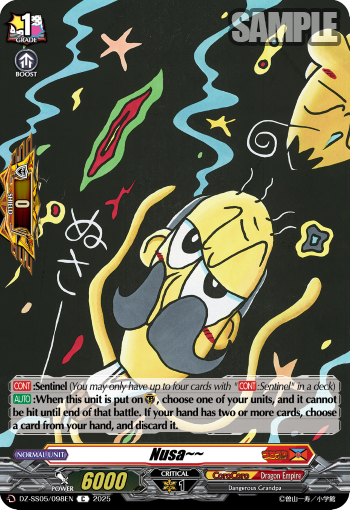 SAMPLE
1
GRADE
BOOST
SHIELD
0
ぬさ〜〜
CONT:Sentinel (You may only have up to four cards with "CONT:Sentinel" in a deck)
AUTO:When this unit is put on GC, choose one of your units, and it cannot
be hit until end of that battle. If your hand has two or more cards, choose
a card from your hand, and discard it.
NORMAL UNIT
Nusa~~
POWER 6000
CRITICAL
1
CoroCoro Dragon Empire
Dangerous Grandpa
D-DZ-SS05/098EN C 2025
©曽山一寿／小学館